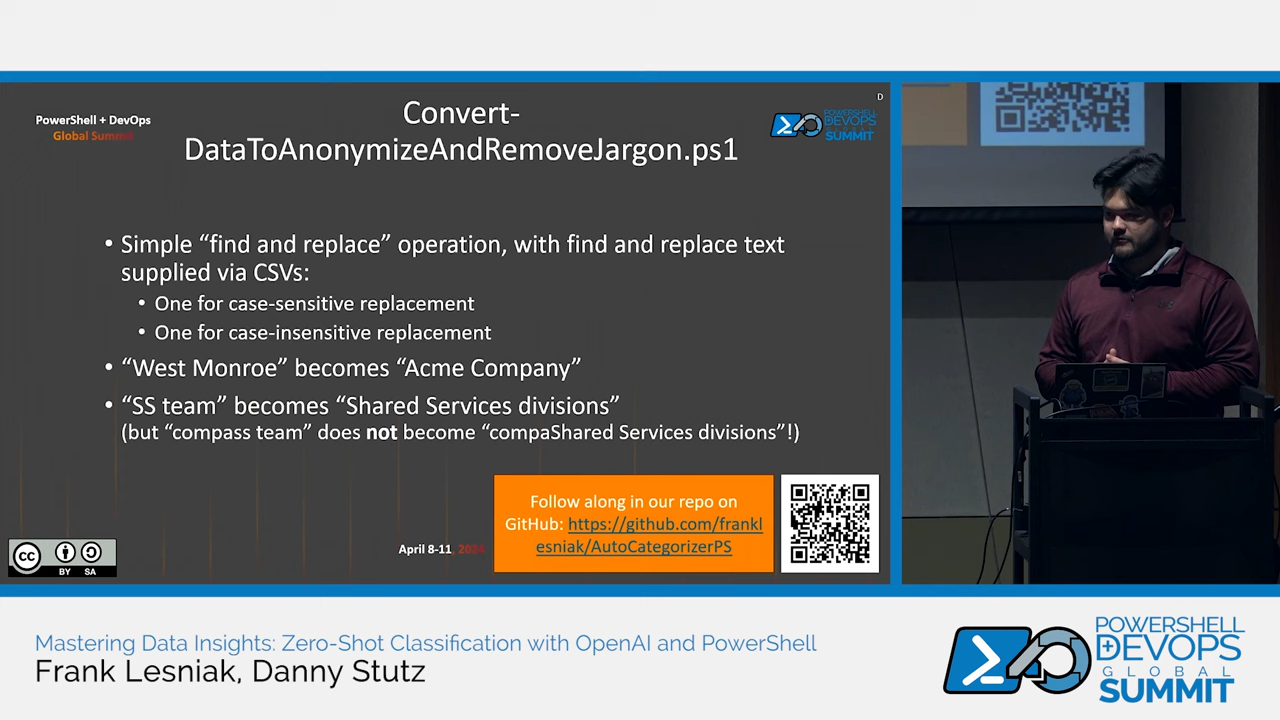 PowerShell + DevOps
Global Summit
Convert-
DataToAnonymizeAndRemoveJargon.ps1
D
POWERSHELL
DEVOPS
GLOBAL
SUMMIT
• Simple “find and replace” operation, with find and replace text
supplied via CSVs:
• One for case-sensitive replacement
• One for case-insensitive replacement
• “West Monroe” becomes “Acme Company”
• “SS team” becomes “Shared Services divisions”
(but “compass team” does not become “compaShared Services divisions”!)
Follow along in our repo on
GitHub: https://github.com/frankl
esniak/AutoCategorizerPS
April 8-11, 2024
cc
BY SA
Mastering Data Insights: Zero-Shot Classification with OpenAI and PowerShell
Frank Lesniak, Danny Stutz
POWERSHELL
DEVOPS
GLOBAL
SUMMIT